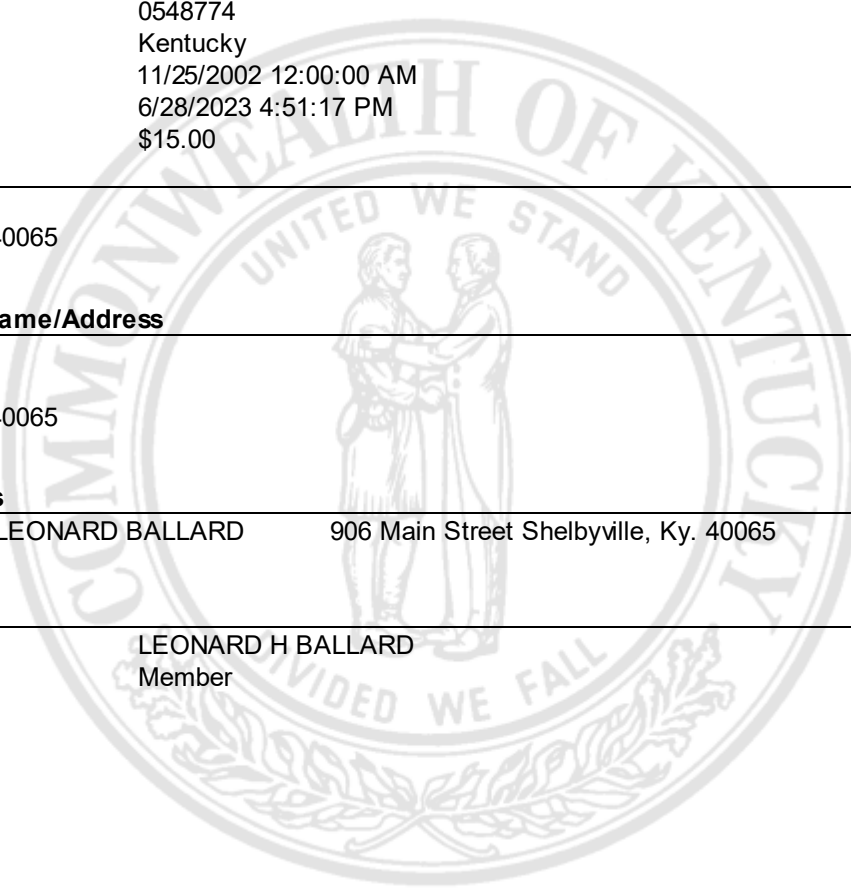 0548774
Kentucky
11/25/2002 12:00:00 AM
6/28/2023 4:51:17 PM
$15.00
COMMONWEALTH OF KENTUCKY
UNITED WE STAND
40065
ame/Address
40065
s
LEONARD BALLARD 906 Main Street Shelbyville, Ky. 40065
LEONARD H BALLARD
Member
DIVIDED WE FALL